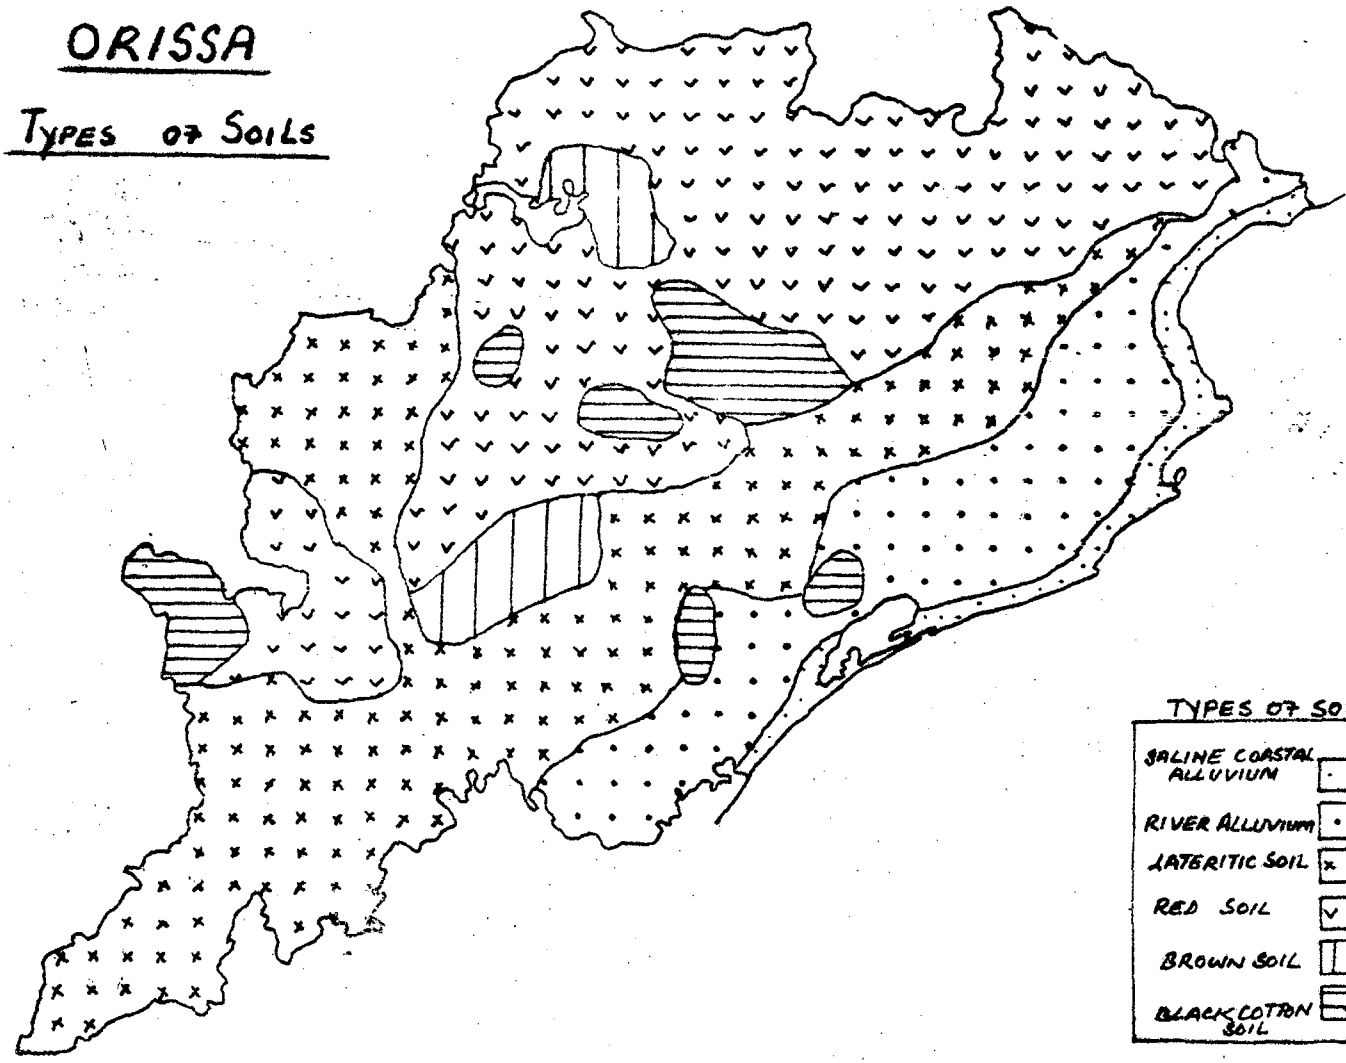 ORISSA
TYPES OF SOILS
TYPES OF SO
SALINE COASTAL
ALLUVIUM
RIVER ALLUVIUM
LATERITIC SOIL
RED SOIL
BROWN SOIL
BLACK COTTON
SOIL